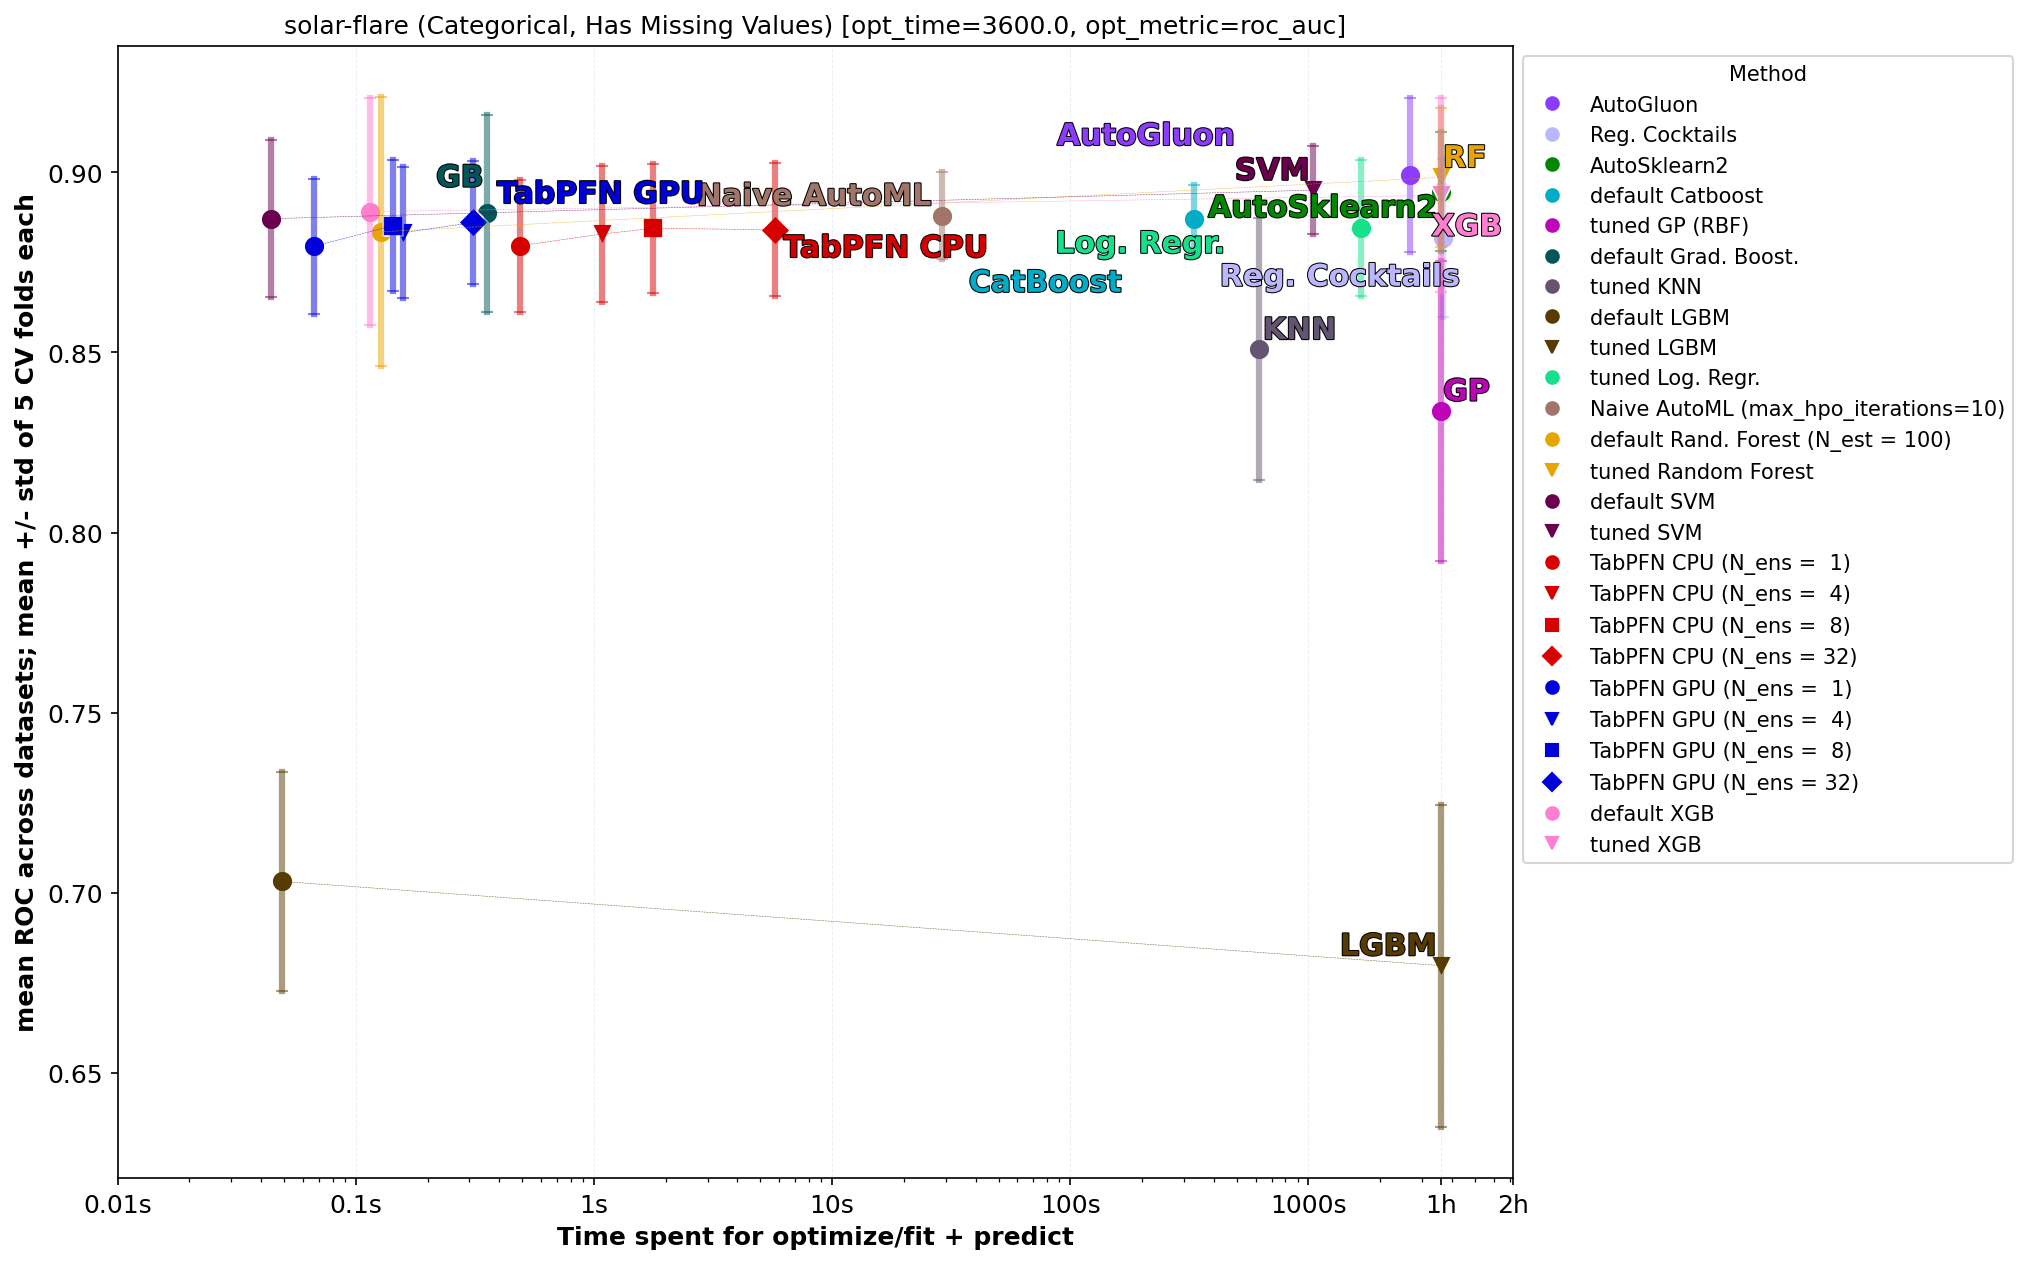 solar-flare (Categorical, Has Missing Values) [opt_time=3600.0, opt_metric=roc_auc]
mean ROC across datasets; mean +/- std of 5 CV folds each
0.90
0.85
0.80
0.75
0.70
0.65
AutoGluon
RF
SVM
GB
TabPFN GPU
Naive AutoML
AutoSklearn2
XGB
Log. Regr.
TabPFN CPU
Reg. Cocktails
CatBoost
KNN
GP
LGBM
0.01s
0.1s
1s
10s
100s
1000s
1h
2h
Time spent for optimize/fit + predict
Method
AutoGluon
Reg. Cocktails
AutoSklearn2
default Catboost
tuned GP (RBF)
default Grad. Boost.
tuned KNN
default LGBM
tuned LGBM
tuned Log. Regr.
Naive AutoML (max_hpo_iterations=10)
default Rand. Forest (N_est = 100)
tuned Random Forest
default SVM
tuned SVM
TabPFN CPU (N_ens =  1)
TabPFN CPU (N_ens =  4)
TabPFN CPU (N_ens =  8)
TabPFN CPU (N_ens = 32)
TabPFN GPU (N_ens =  1)
TabPFN GPU (N_ens =  4)
TabPFN GPU (N_ens =  8)
TabPFN GPU (N_ens = 32)
default XGB
tuned XGB